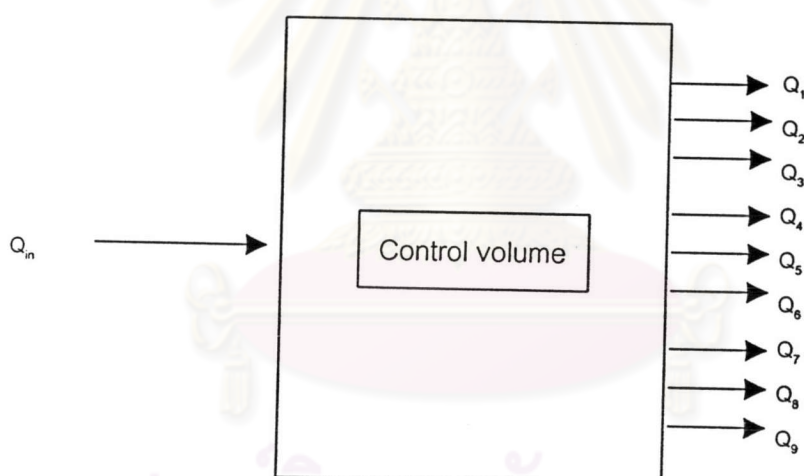 Q₁
Q₂
Q₃
Q₄
Qᵢₙ
Control volume
Q₅
Q₆
Q₇
Q₈
Q₉